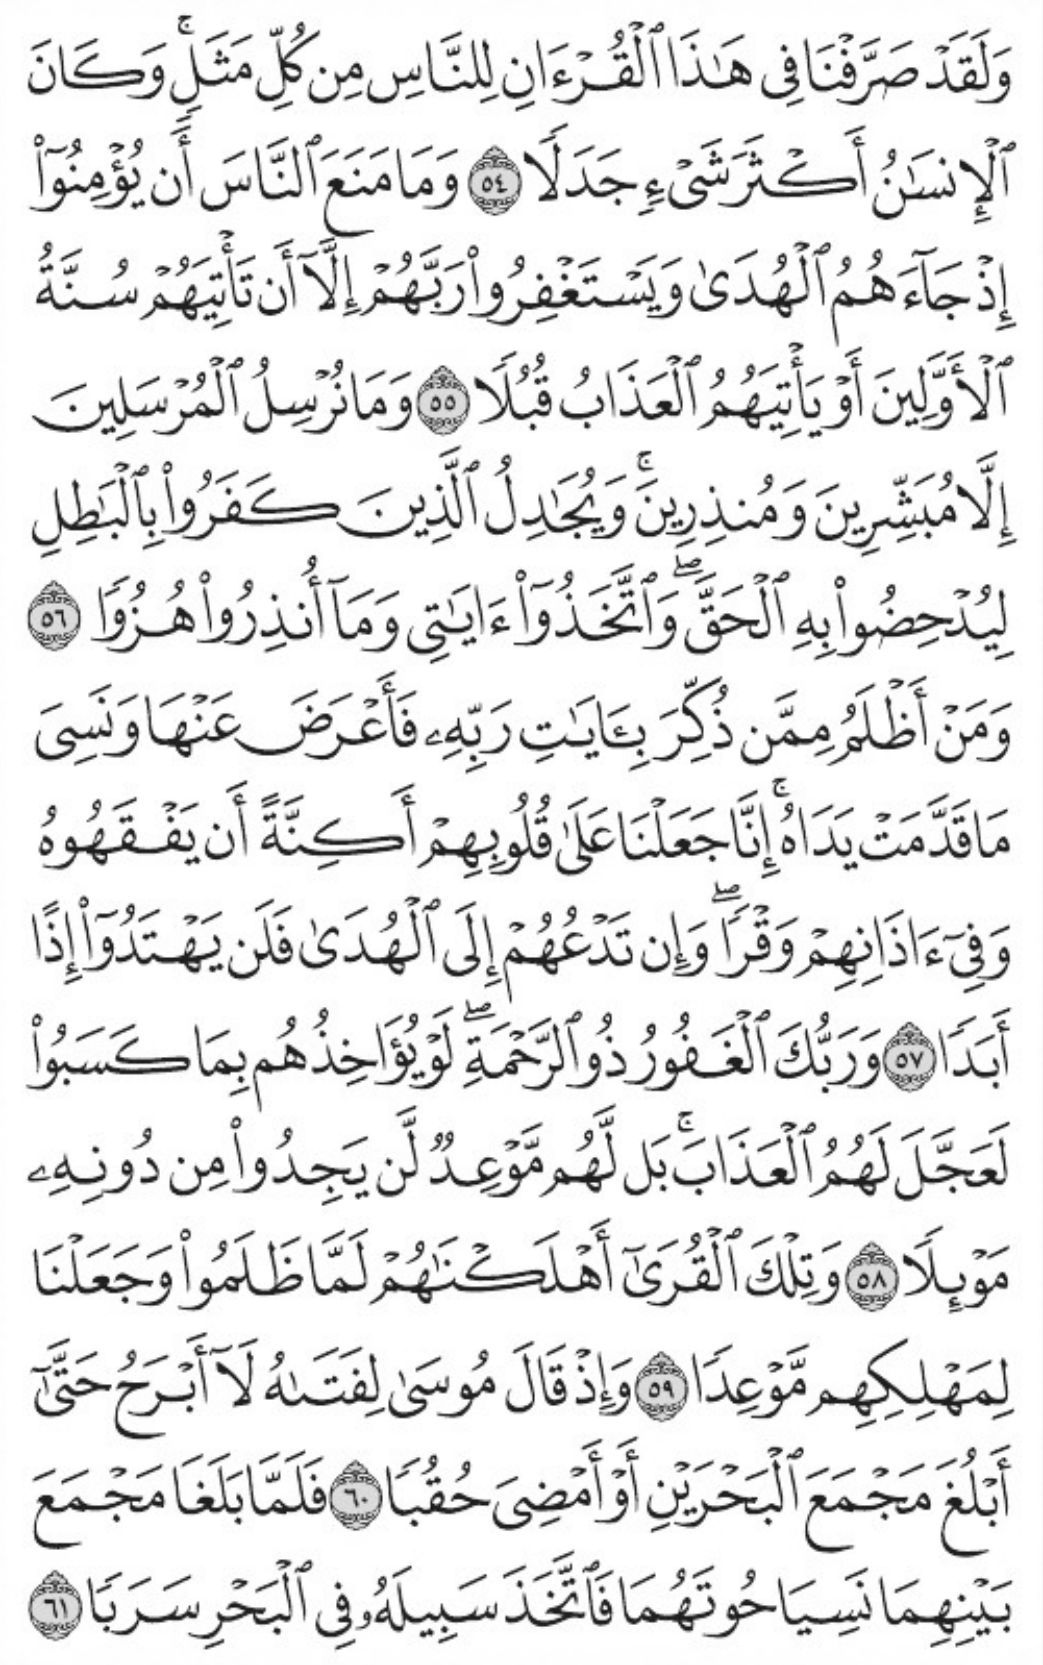 وَلَقَدۡ صَرَّفۡنَا فِي هَٰذَا ٱلۡقُرۡءَانِ لِلنَّاسِ مِن كُلِّ مَثَلٖۚ وَكَانَ
ٱلۡإِنسَٰنُ أَكۡثَرَ شَيۡءٖ جَدَلٗا ٥٤ وَمَا مَنَعَ ٱلنَّاسَ أَن يُؤۡمِنُوٓاْ
إِذۡ جَآءَهُمُ ٱلۡهُدَىٰ وَيَسۡتَغۡفِرُواْ رَبَّهُمۡ إِلَّآ أَن تَأۡتِيَهُمۡ سُنَّةُ
ٱلۡأَوَّلِينَ أَوۡ يَأۡتِيَهُمُ ٱلۡعَذَابُ قُبُلٗا ٥٥ وَمَا نُرۡسِلُ ٱلۡمُرۡسَلِينَ
إِلَّا مُبَشِّرِينَ وَمُنذِرِينَۚ وَيُجَٰدِلُ ٱلَّذِينَ كَفَرُواْ بِٱلۡبَٰطِلِ
لِيُدۡحِضُواْ بِهِ ٱلۡحَقَّۖ وَٱتَّخَذُوٓاْ ءَايَٰتِي وَمَآ أُنذِرُواْ هُزُوٗا ٥٦
وَمَنۡ أَظۡلَمُ مِمَّن ذُكِّرَ بِـَٔايَٰتِ رَبِّهِۦ فَأَعۡرَضَ عَنۡهَا وَنَسِيَ
مَا قَدَّمَتۡ يَدَاهُۚ إِنَّا جَعَلۡنَا عَلَىٰ قُلُوبِهِمۡ أَكِنَّةً أَن يَفۡقَهُوهُ
وَفِيٓ ءَاذَانِهِمۡ وَقۡرٗاۖ وَإِن تَدۡعُهُمۡ إِلَى ٱلۡهُدَىٰ فَلَن يَهۡتَدُوٓاْ إِذًا
أَبَدٗا ٥٧ وَرَبُّكَ ٱلۡغَفُورُ ذُو ٱلرَّحۡمَةِۖ لَوۡ يُؤَاخِذُهُم بِمَا كَسَبُواْ
لَعَجَّلَ لَهُمُ ٱلۡعَذَابَۚ بَل لَّهُم مَّوۡعِدٞ لَّن يَجِدُواْ مِن دُونِهِۦ
مَوۡئِلٗا ٥٨ وَتِلۡكَ ٱلۡقُرَىٰٓ أَهۡلَكۡنَٰهُمۡ لَمَّا ظَلَمُواْ وَجَعَلۡنَا
لِمَهۡلِكِهِم مَّوۡعِدٗا ٥٩ وَإِذۡ قَالَ مُوسَىٰ لِفَتَىٰهُ لَآ أَبۡرَحُ حَتَّىٰٓ
أَبۡلُغَ مَجۡمَعَ ٱلۡبَحۡرَيۡنِ أَوۡ أَمۡضِيَ حُقُبٗا ٦٠ فَلَمَّا بَلَغَا مَجۡمَعَ
بَيۡنِهِمَا نَسِيَا حُوتَهُمَا فَٱتَّخَذَ سَبِيلَهُۥ فِي ٱلۡبَحۡرِ سَرَبٗا ٦١